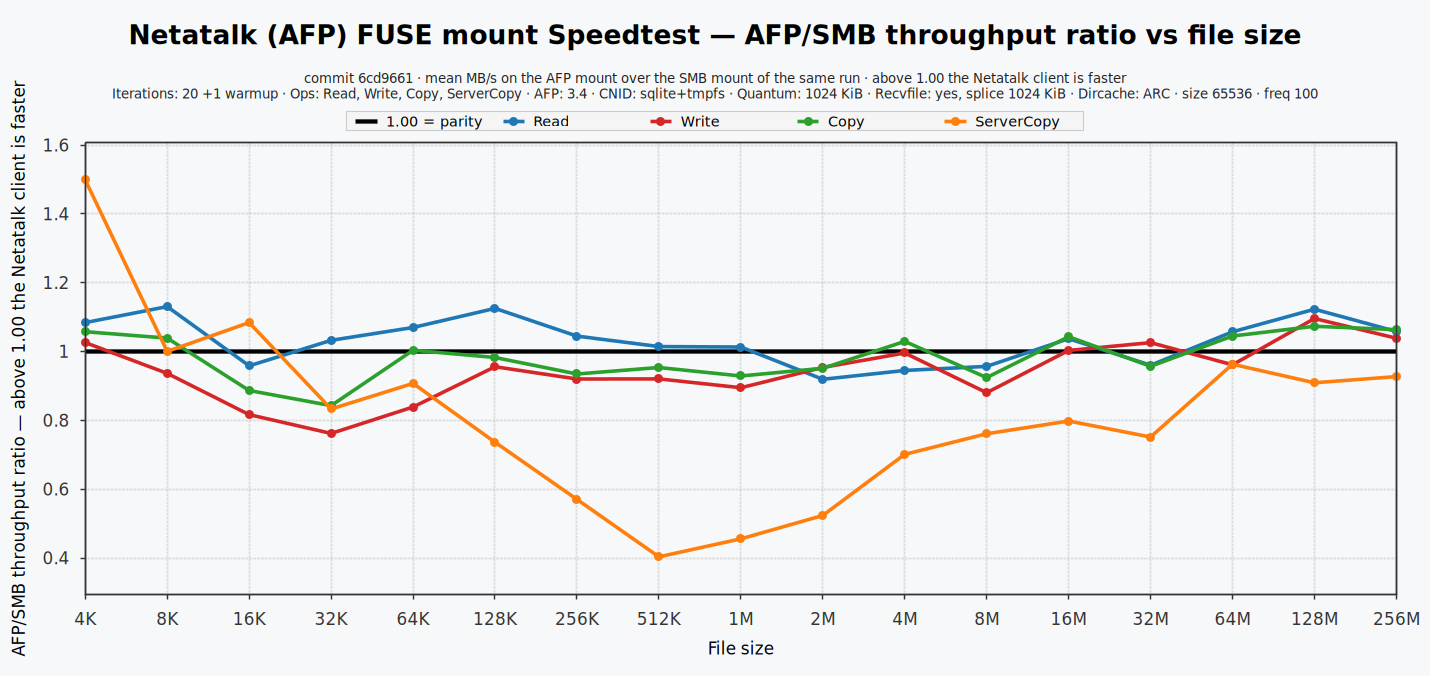 Netatalk (AFP) FUSE mount Speedtest — AFP/SMB throughput ratio vs file size
commit 6cd9661 · mean MB/s on the AFP mount over the SMB mount of the same run · above 1.00 the Netatalk client is faster
Iterations: 20 +1 warmup · Ops: Read, Write, Copy, ServerCopy · AFP: 3.4 · CNID: sqlite+tmpfs · Quantum: 1024 KiB · Recvfile: yes, splice 1024 KiB · Dircache: ARC · size 65536 · freq 100
1.00 = parity Read Write Copy ServerCopy
AFP/SMB throughput ratio — above 1.00 the Netatalk client is faster
1.6
1.4
1.2
1
0.8
0.6
0.4
4K 8K 16K 32K 64K 128K 256K 512K 1M 2M 4M 8M 16M 32M 64M 128M 256M
File size